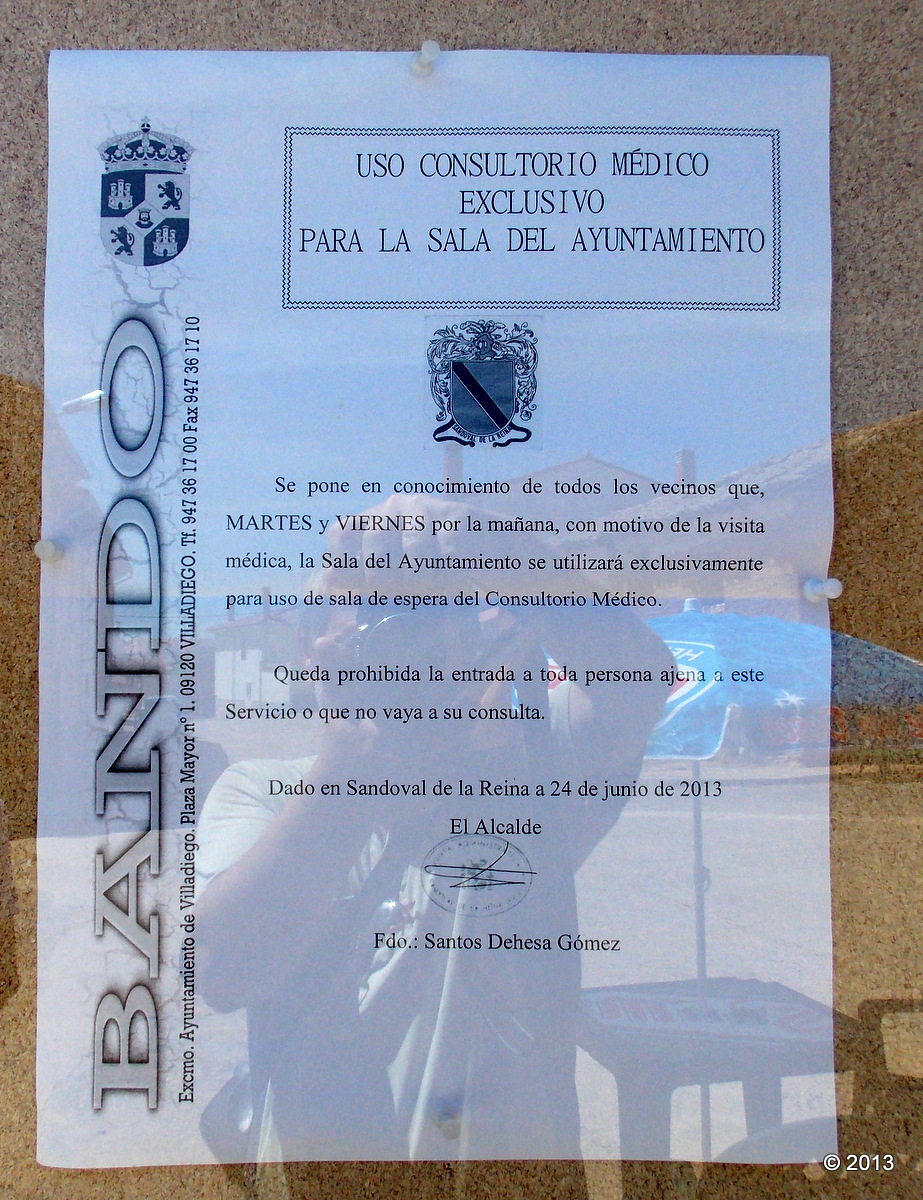 USO CONSULTORIO MÉDICO
EXCLUSIVO
PARA LA SALA DEL AYUNTAMIENTO
SANDOVAL DE LA REINA
Se pone en conocimiento de todos los vecinos que,
MARTES y VIERNES por la mañana, con motivo de la visita
médica, la Sala del Ayuntamiento se utilizará exclusivamente
para uso de sala de espera del Consultorio Médico.
Queda prohibida la entrada a toda persona ajena a este
Servicio o que no vaya a su consulta.
Dado en Sandoval de la Reina a 24 de junio de 2013
El Alcalde
Fdo.: Santos Dehesa Gómez
BANDO
Excmo. Ayuntamiento de Villadiego. Plaza Mayor nº 1. 09120 VILLADIEGO. Tf. 947 36 17 00 Fax 947 36 17 10
© 2013